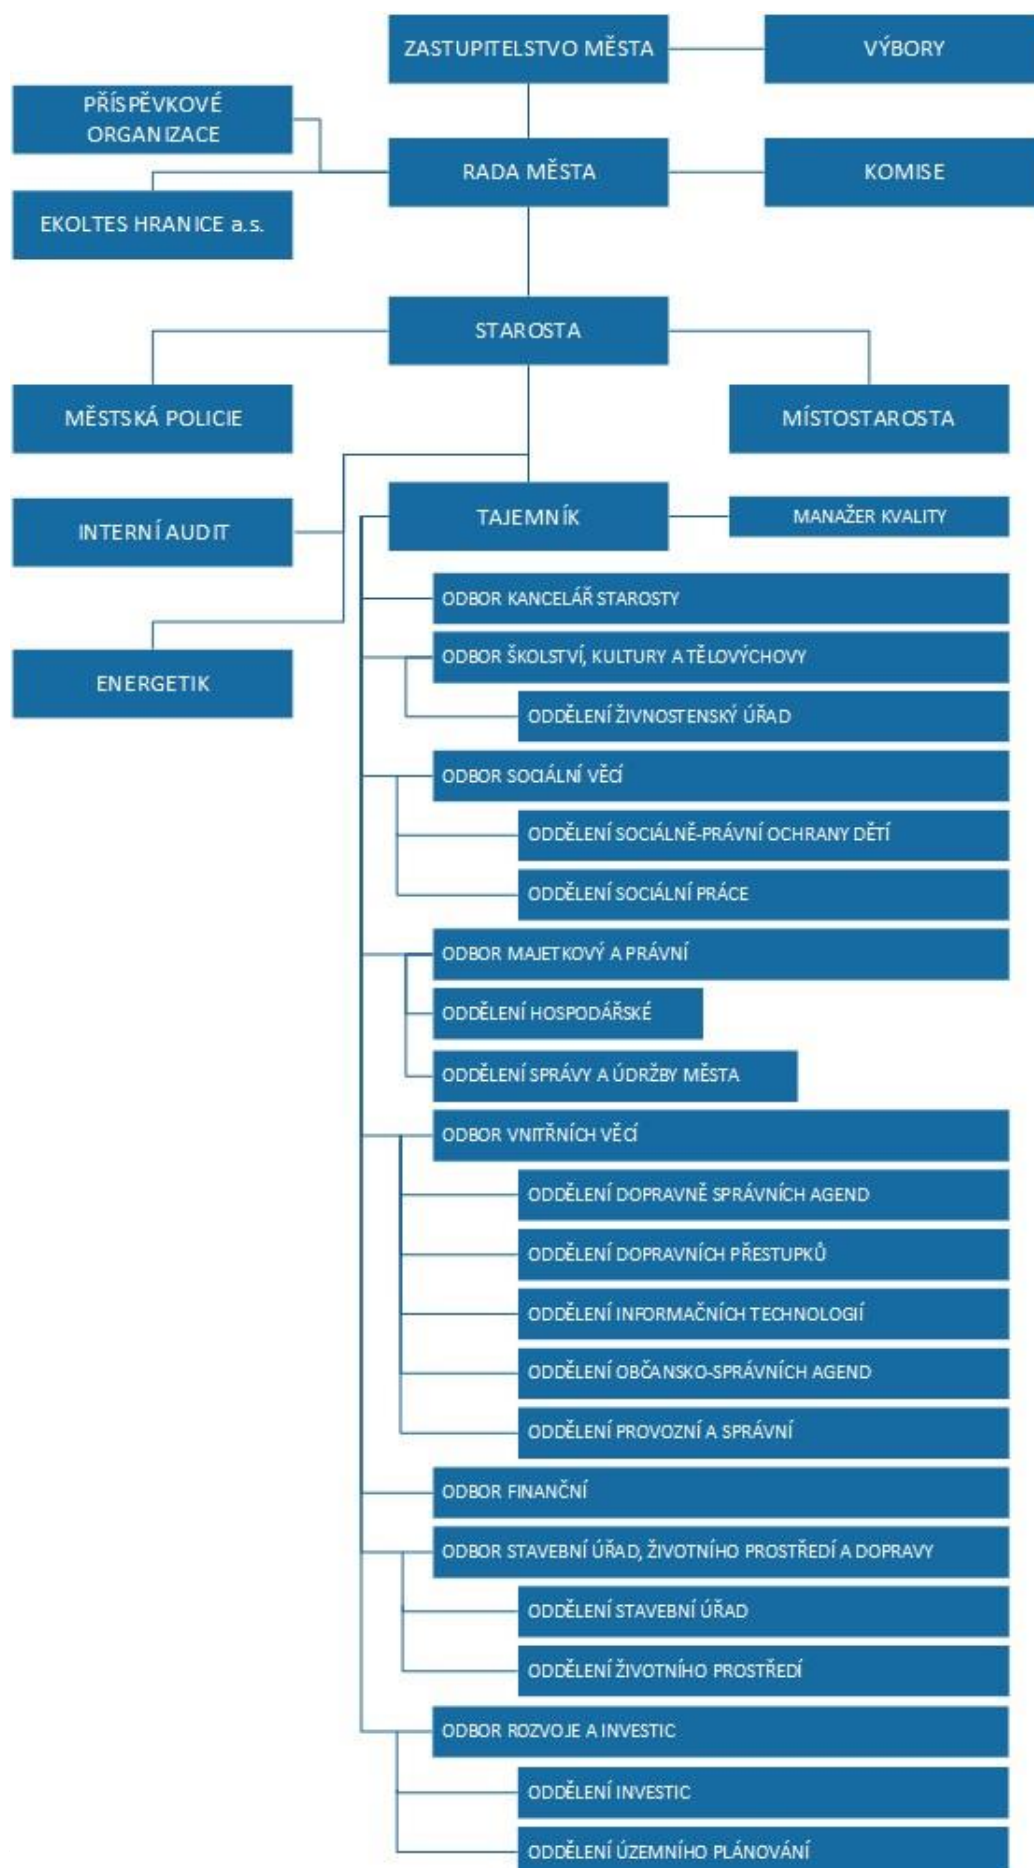 ZASTUPITELSTVO MĚSTA
VÝBORY
PŘÍSPĚVKOVÉ
ORGANIZACE
RADA MĚSTA
KOMISE
EKOLTES HRANICE a.s.
STAROSTA
MĚSTSKÁ POLICIE
MÍSTOSTAROSTA
INTERNÍ AUDIT
TAJEMNÍK
MANAŽER KVALITY
ODBOR KANCELÁŘ STAROSTY
ODBOR ŠKOLSTVÍ, KULTURY A TĚLOVÝCHOVY
ENERGETIK
ODDĚLENÍ ŽIVNOSTENSKÝ ÚŘAD
ODBOR SOCIÁLNÍ VĚCÍ
ODDĚLENÍ SOCIÁLNĚ-PRÁVNÍ OCHRANY DĚTÍ
ODDĚLENÍ SOCIÁLNÍ PRÁCE
ODBOR MAJETKOVÝ A PRÁVNÍ
ODDĚLENÍ HOSPODÁŘSKÉ
ODDĚLENÍ SPRÁVY A ÚDRŽBY MĚSTA
ODBOR VNITŘNÍCH VĚCÍ
ODDĚLENÍ DOPRAVNĚ SPRÁVNÍCH AGEND
ODDĚLENÍ DOPRAVNÍCH PŘESTUPKŮ
ODDĚLENÍ INFORMAČNÍCH TECHNOLOGIÍ
ODDĚLENÍ OBČANSKO-SPRÁVNÍCH AGEND
ODDĚLENÍ PROVOZNÍ A SPRÁVNÍ
ODBOR FINANČNÍ
ODBOR STAVEBNÍ ÚŘAD, ŽIVOTNÍHO PROSTŘEDÍ A DOPRAVY
ODDĚLENÍ STAVEBNÍ ÚŘAD
ODDĚLENÍ ŽIVOTNÍHO PROSTŘEDÍ
ODBOR ROZVOJE A INVESTIC
ODDĚLENÍ INVESTIC
ODDĚLENÍ ÚZEMNÍHO PLÁNOVÁNÍ